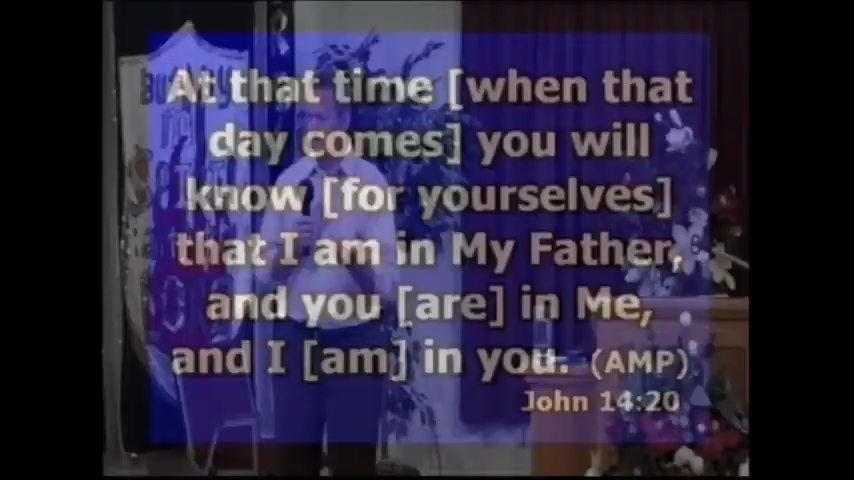 At that time [when that
day comes] you will
know [for yourselves]
that I am in My Father,
and you [are] in Me,
and I [am] in you. (AMP)
John 14:20